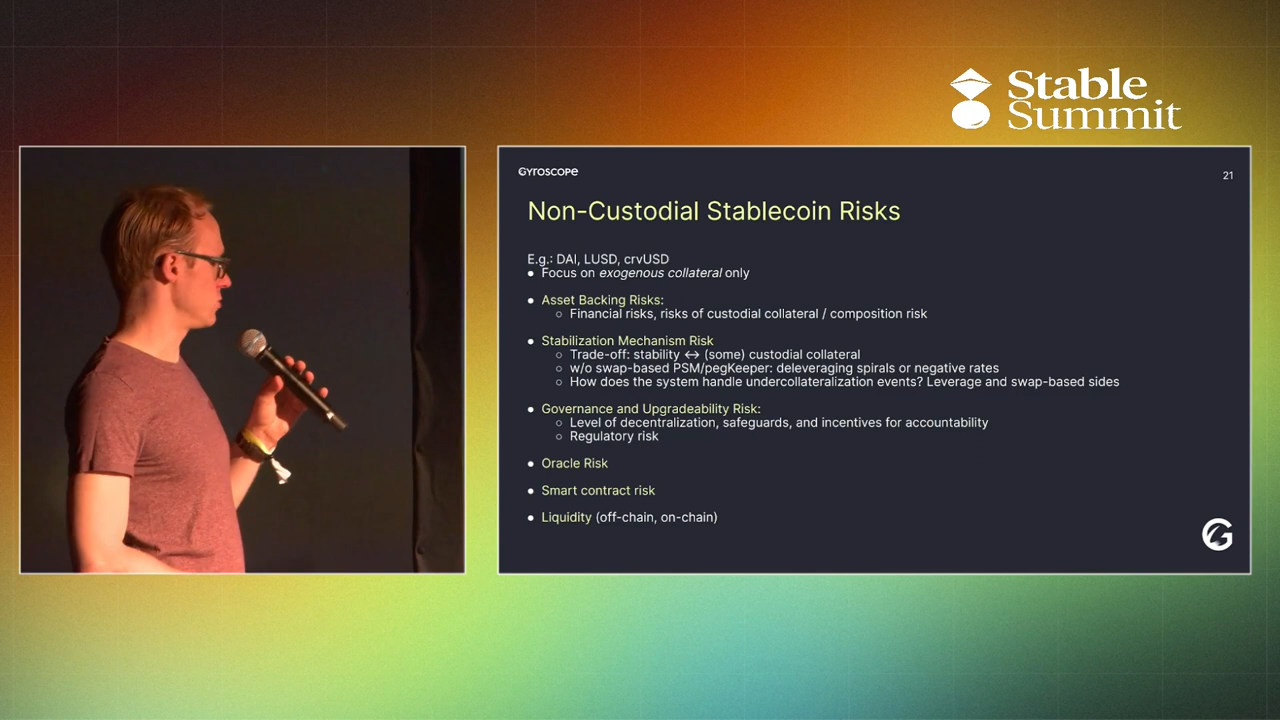 Stable
Summit
GYROSCOPE
21
Non-Custodial Stablecoin Risks
E.g.: DAI, LUSD, crvUSD
• Focus on exogenous collateral only
• Asset Backing Risks:
○ Financial risks, risks of custodial collateral / composition risk
• Stabilization Mechanism Risk
○ Trade-off: stability ↔ (some) custodial collateral
○ w/o swap-based PSM/pegKeeper: deleveraging spirals or negative rates
○ How does the system handle undercollateralization events? Leverage and swap-based sides
• Governance and Upgradeability Risk:
○ Level of decentralization, safeguards, and incentives for accountability
○ Regulatory risk
• Oracle Risk
• Smart contract risk
• Liquidity (off-chain, on-chain)